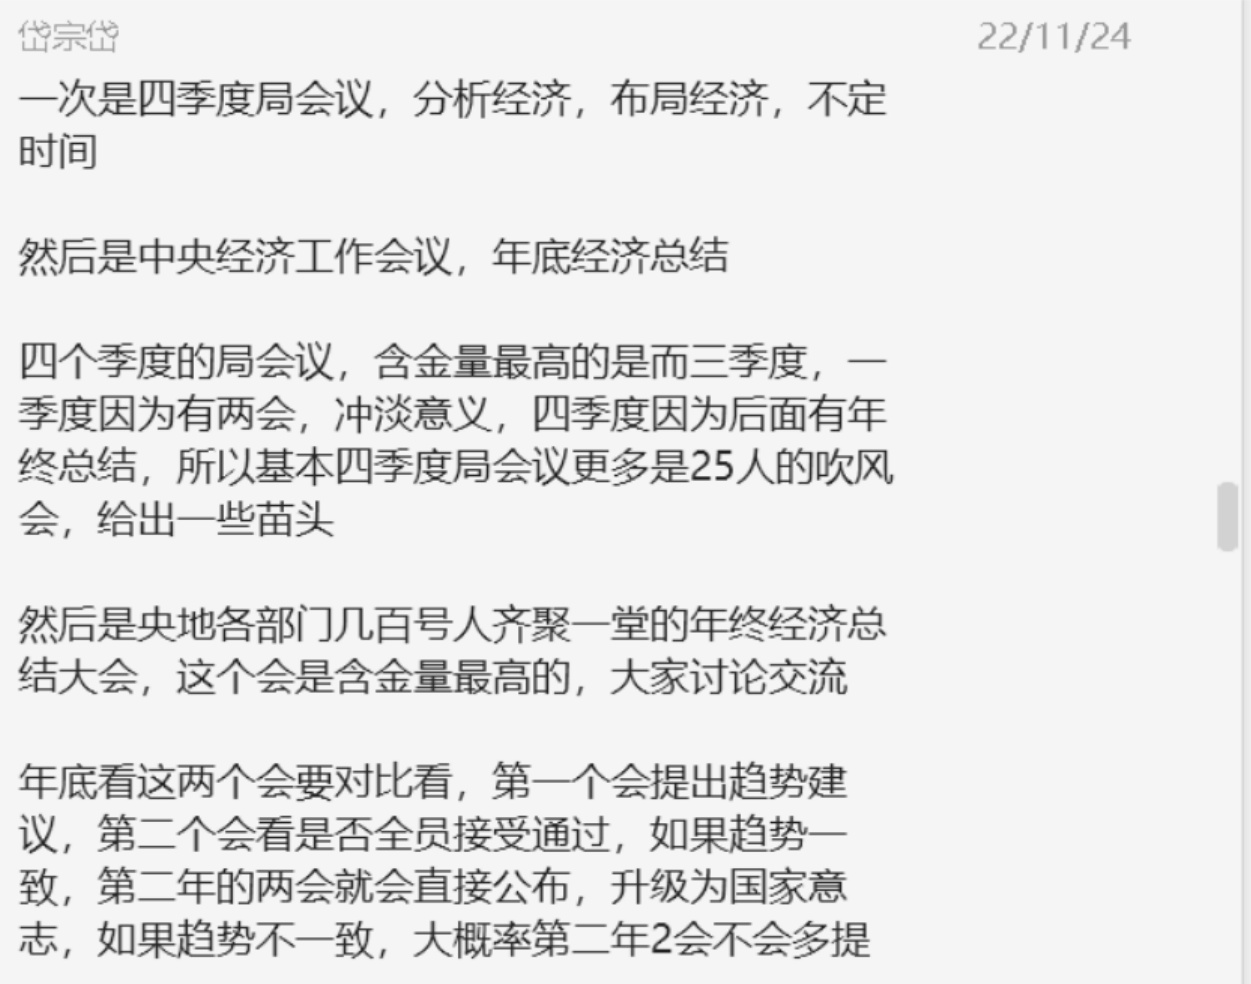 岱宗岱 22/11/24
一次是四季度局会议，分析经济，布局经济，不定
时间
然后是中央经济工作会议，年底经济总结
四个季度的局会议，含金量最高的是而三季度，一
季度因为有两会，冲淡意义，四季度因为后面有年
终总结，所以基本四季度局会议更多是25人的吹风
会，给出一些苗头
然后是央地各部门几百号人齐聚一堂的年终经济总
结大会，这个会是含金量最高的，大家讨论交流
年底看这两个会要对比看，第一个会提出趋势建
议，第二个会看是否全员接受通过，如果趋势一
致，第二年的两会就会直接公布，升级为国家意
志，如果趋势不一致，大概率第二年2会不会多提